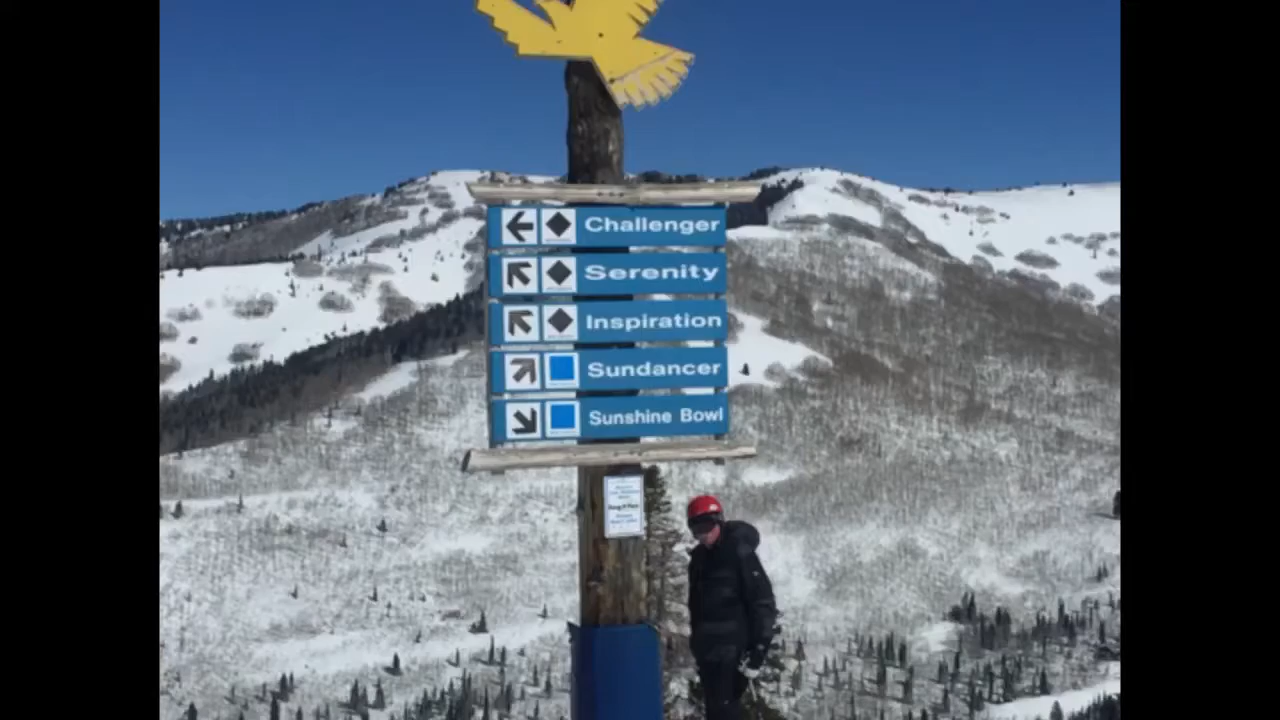 Challenger
Serenity
Inspiration
Sundancer
Sunshine Bowl